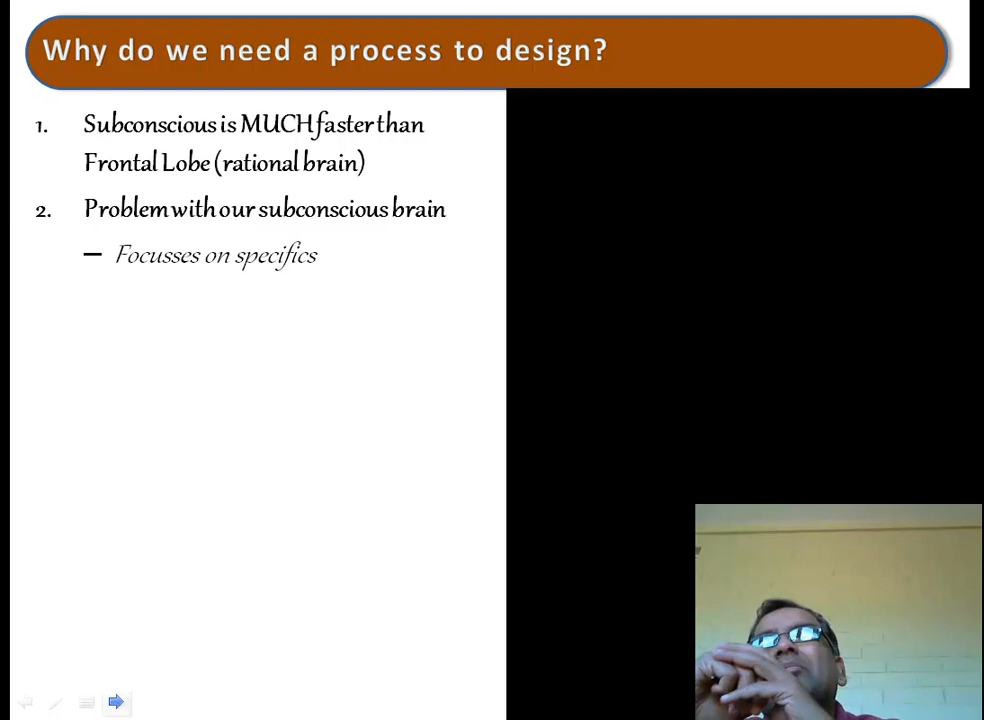 Why do we need a process to design?
1. Subconscious is MUCH faster than
Frontal Lobe (rational brain)
2. Problem with our subconscious brain
– Focusses on specifics